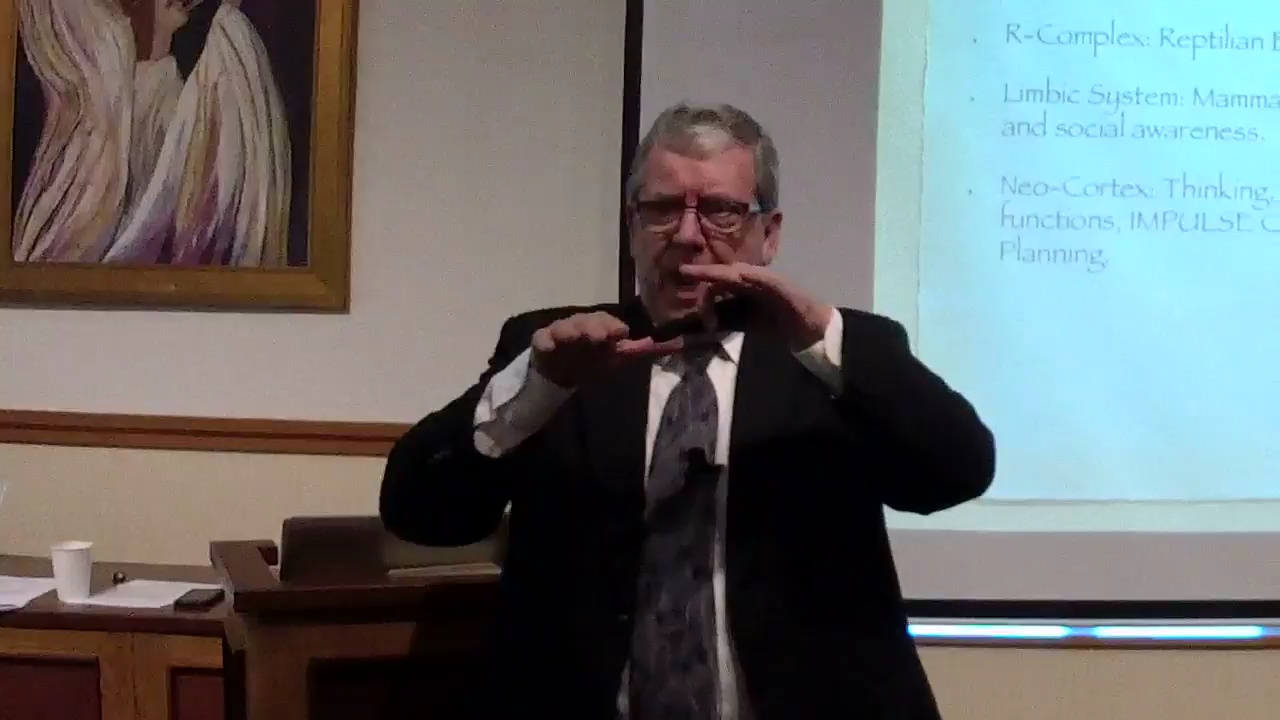 R-Complex: Reptilian
Limbic System: Mamma
and social awareness.
Neo-Cortex: Thinking,
functions, IMPULSE C
Planning.